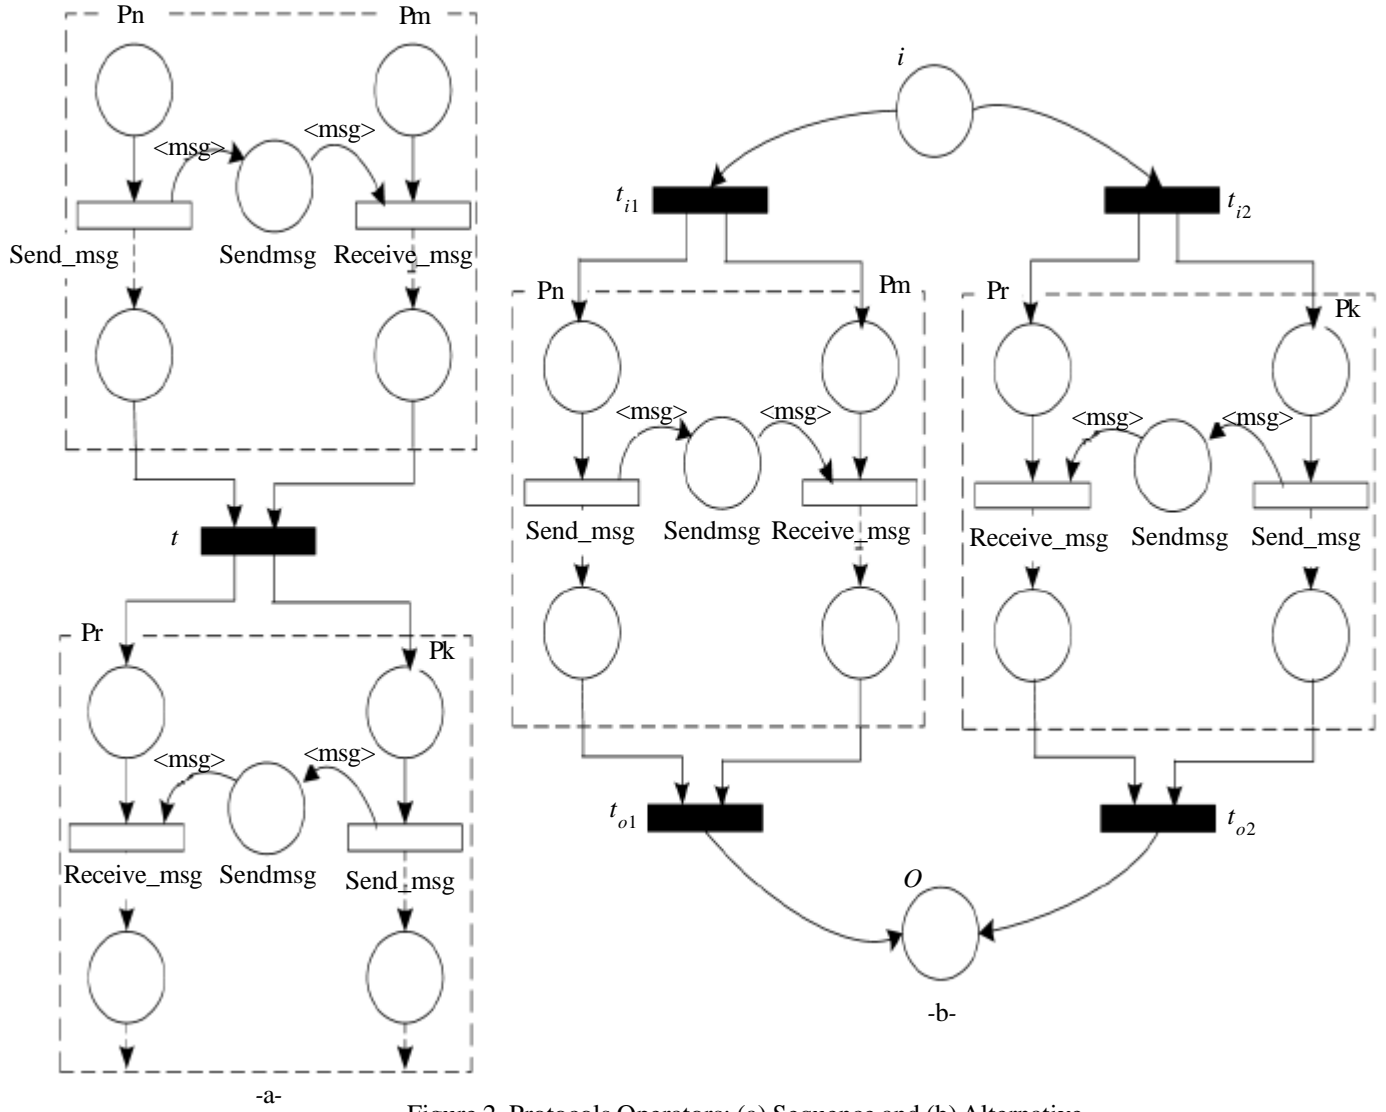 Pn
Pm
<msg>
<msg>
Send_msg
Sendmsg
Receive_msg
t
Pr
Pk
<msg>
<msg>
Receive_msg
Sendmsg
Send_msg
-a-
i
t i1
t i2
Pn
Pm
<msg>
<msg>
Send_msg
Sendmsg
Receive_msg
Pr
Pk
<msg>
<msg>
Receive_msg
Sendmsg
Send_msg
t o1
t o2
O
-b-
Figure 2. Protocols Operators: (a) Sequence and (b) Alternative